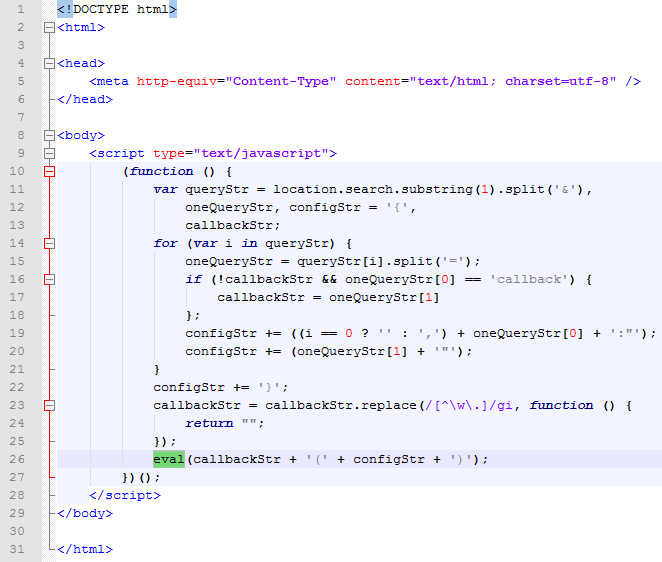 1 <!DOCTYPE html>
2 <html>
3
4 <head>
5     <meta http-equiv="Content-Type" content="text/html; charset=utf-8" />
6 </head>
7
8 <body>
9     <script type="text/javascript">
10         (function () {
11             var queryStr = location.search.substring(1).split('&'),
12                 oneQueryStr, configStr = '{',
13                 callbackStr;
14             for (var i in queryStr) {
15                 oneQueryStr = queryStr[i].split('=');
16                 if (!callbackStr && oneQueryStr[0] == 'callback') {
17                     callbackStr = oneQueryStr[1]
18                 };
19                 configStr += ((i == 0 ? '' : ',') + oneQueryStr[0] + ':"');
20                 configStr += (oneQueryStr[1] + '"');
21             }
22             configStr += '}';
23             callbackStr = callbackStr.replace(/[^\w\.]/gi, function () {
24                 return "";
25             });
26             eval(callbackStr + '(' + configStr + ')');
27         })();
28     </script>
29 </body>
30
31 </html>